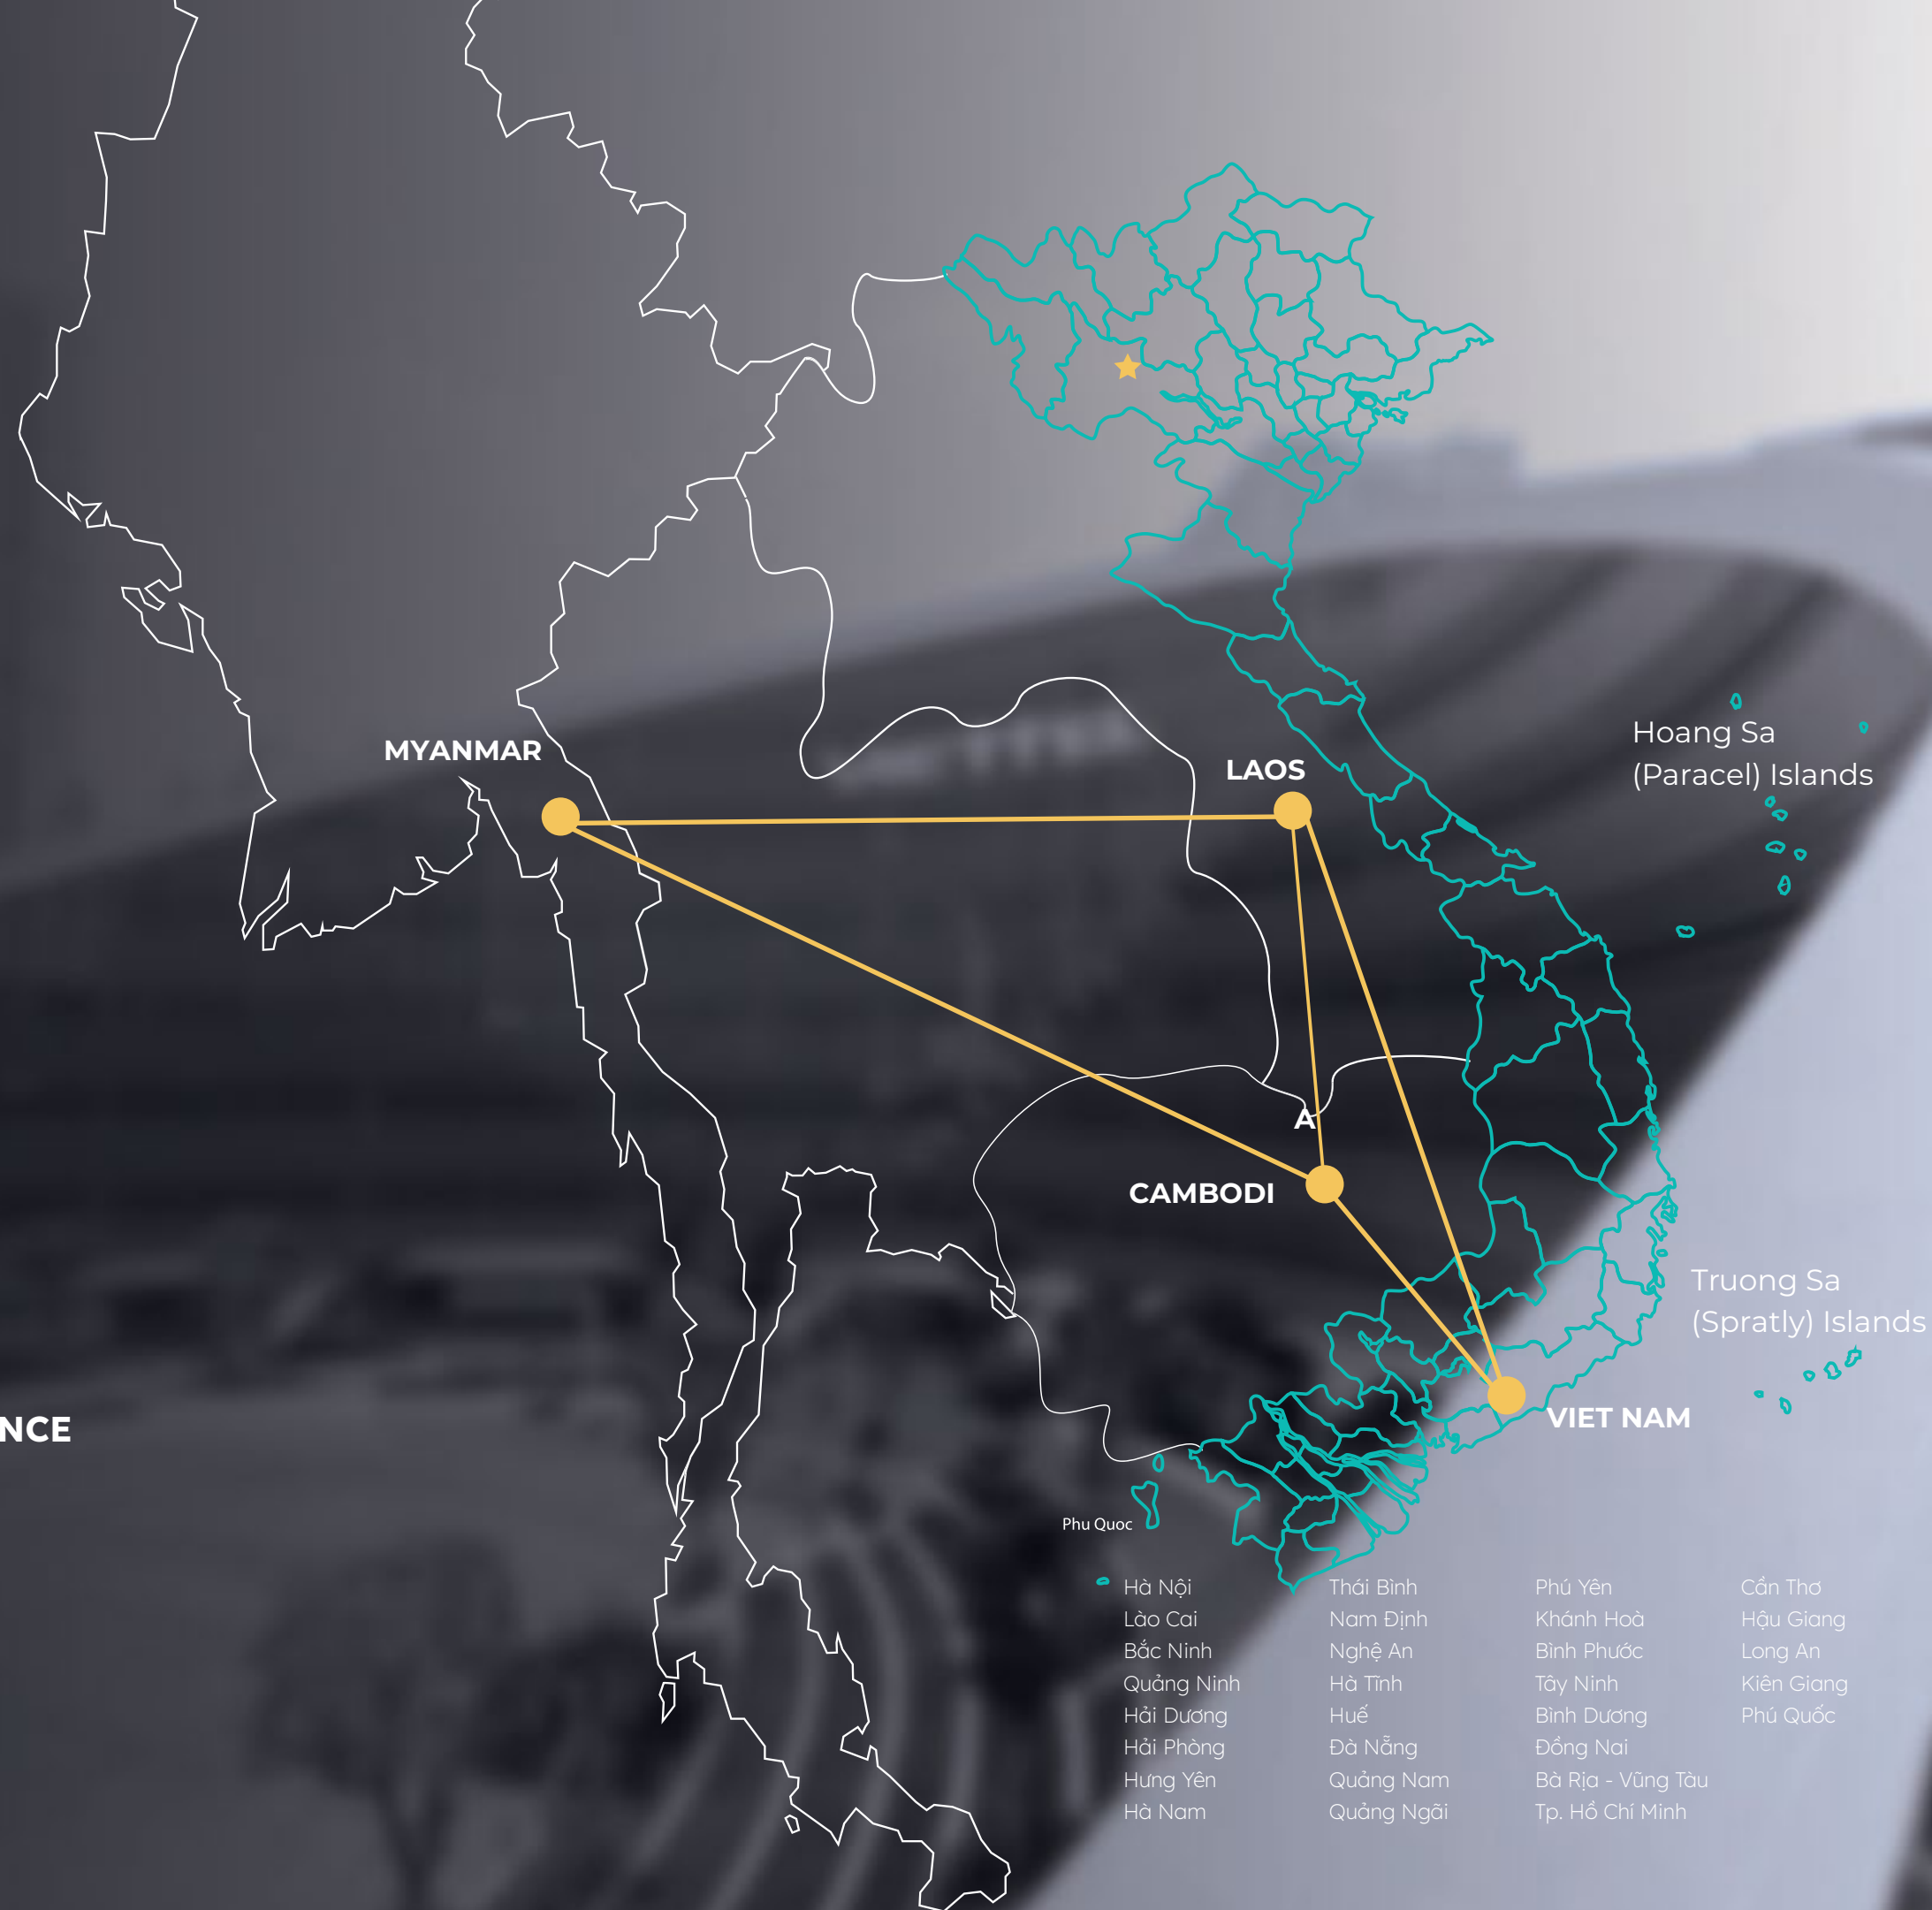 MYANMAR
LAOS
Hoang Sa
(Paracel) Islands
A
CAMBODI
Truong Sa
(Spratly) Islands
NCE
VIET NAM
Phu Quoc
Hà Nội
Lào Cai
Bắc Ninh
Quảng Ninh
Hải Dương
Hải Phòng
Hưng Yên
Hà Nam
Thái Bình
Nam Định
Nghệ An
Hà Tĩnh
Huế
Đà Nẵng
Quảng Nam
Quảng Ngãi
Phú Yên
Khánh Hoà
Bình Phước
Tây Ninh
Bình Dương
Đồng Nai
Bà Rịa - Vũng Tàu
Tp. Hồ Chí Minh
Cần Thơ
Hậu Giang
Long An
Kiên Giang
Phú Quốc